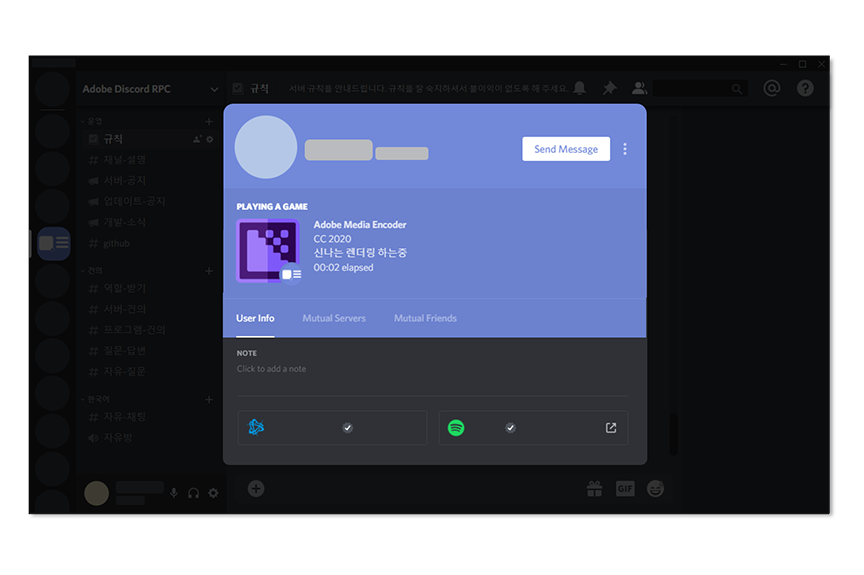 Adobe Discord RPC
규칙
서버 규칙을 안내드립니다. 규칙을 잘 숙지하셔서 불이익이 없도록 해 주세요.
운영
규칙
채널-설명
서버-공지
업데이트-공지
개발-소식
github
건의
역할-받기
서버-건의
프로그램-건의
질문-답변
자유-질문
한국어
자유-채팅
자유방
Send Message
PLAYING A GAME
Adobe Media Encoder
CC 2020
신나는 렌더링 하는중
00:02 elapsed
User Info
Mutual Servers
Mutual Friends
NOTE
Click to add a note
GIF